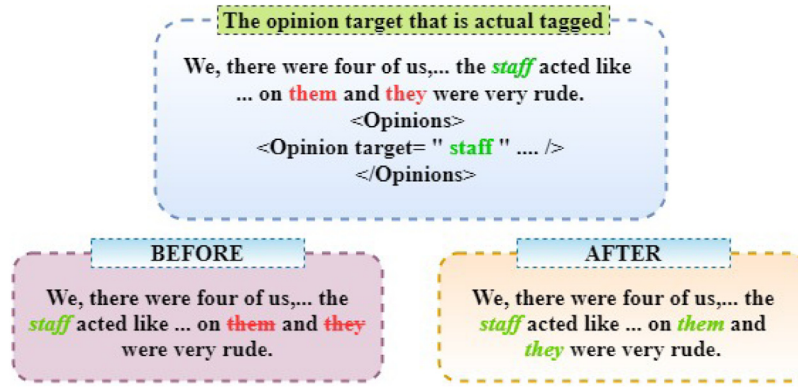 The opinion target that is actual tagged
We, there were four of us,... the staff acted like
... on them and they were very rude.
<Opinions>
<Opinion target= " staff " .... />
</Opinions>
BEFORE
We, there were four of us,... the
staff acted like ... on them and they
were very rude.
AFTER
We, there were four of us,... the
staff acted like ... on them and
they were very rude.